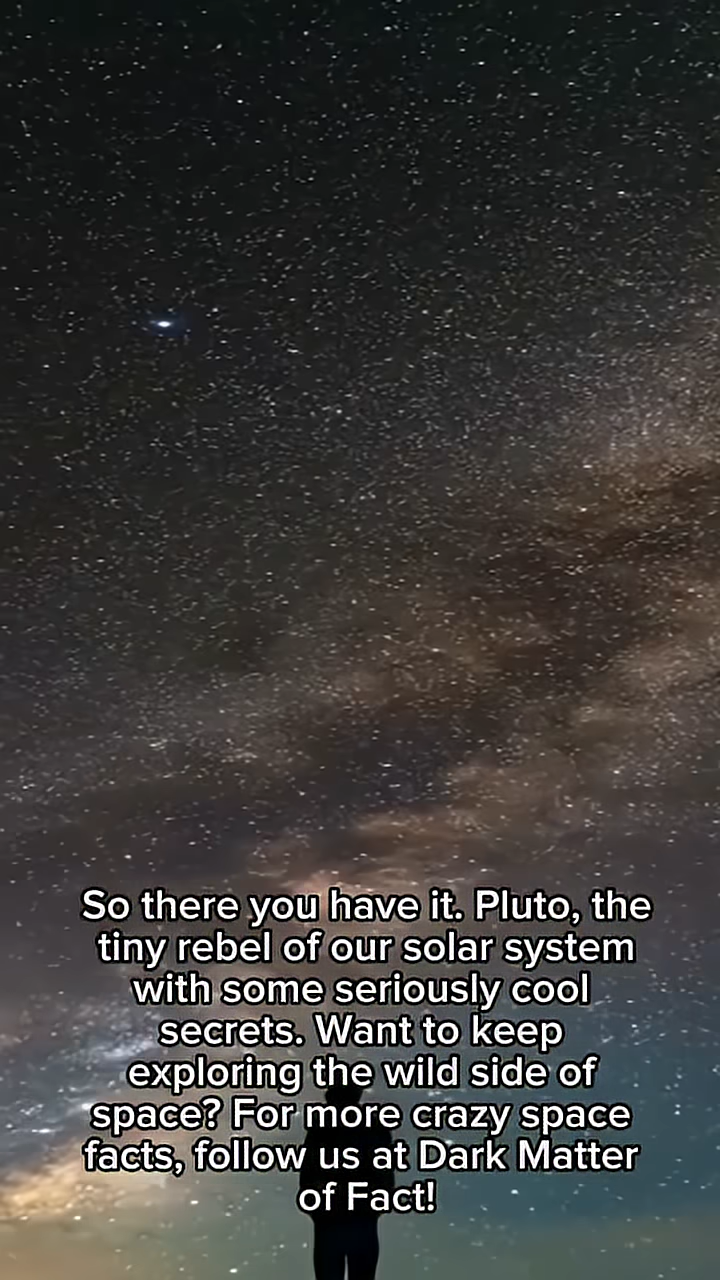 So there you have it. Pluto, the
tiny rebel of our solar system
with some seriously cool
secrets. Want to keep
exploring the wild side of
space? For more crazy space
facts, follow us at Dark Matter
of Fact!